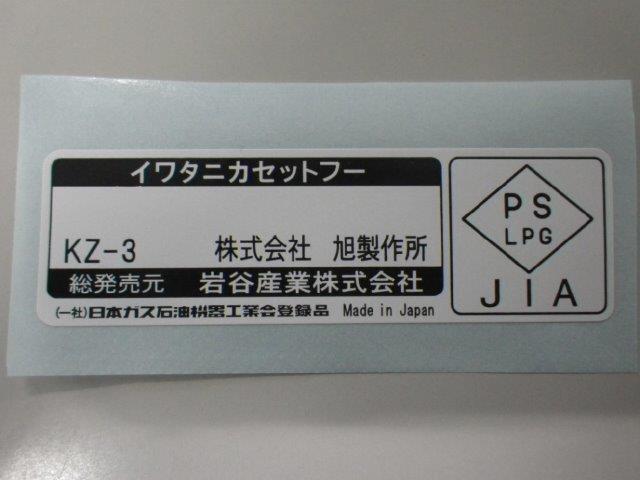 イワタニカセットフー
KZ-3 株式会社 旭製作所
総発売元 岩谷産業株式会社
(一社)日本ガス石油機器工業会登録品 Made in Japan
PS
LPG
JIA